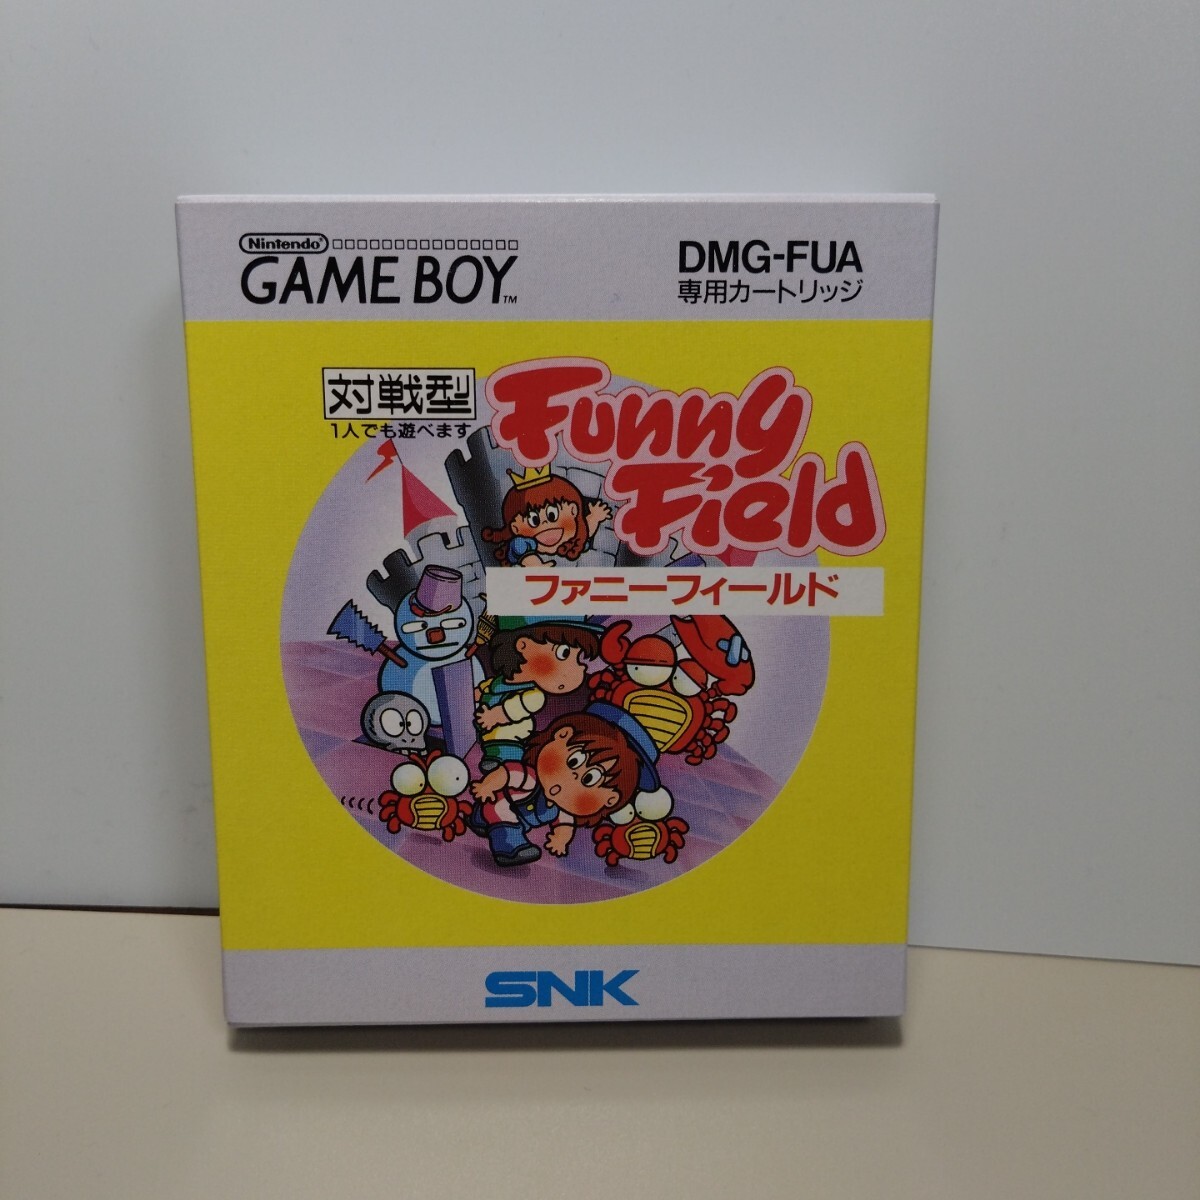 Nintendo®
GAME BOY™
DMG-FUA
専用カートリッジ
対戦型
1人でも遊べます
Funny
Field
ファニーフィールド
SNK